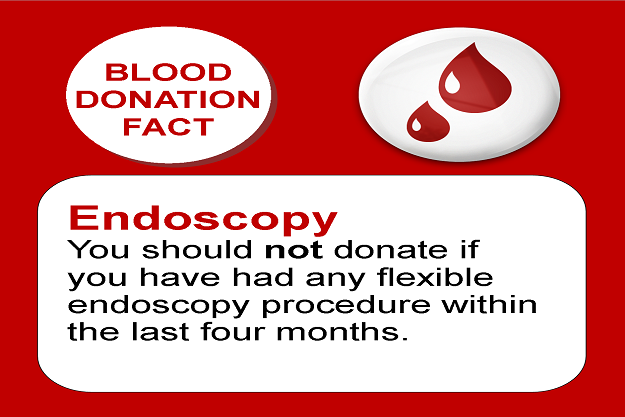 BLOOD
DONATION
FACT
Endoscopy
You should not donate if
you have had any flexible
endoscopy procedure within
the last four months.